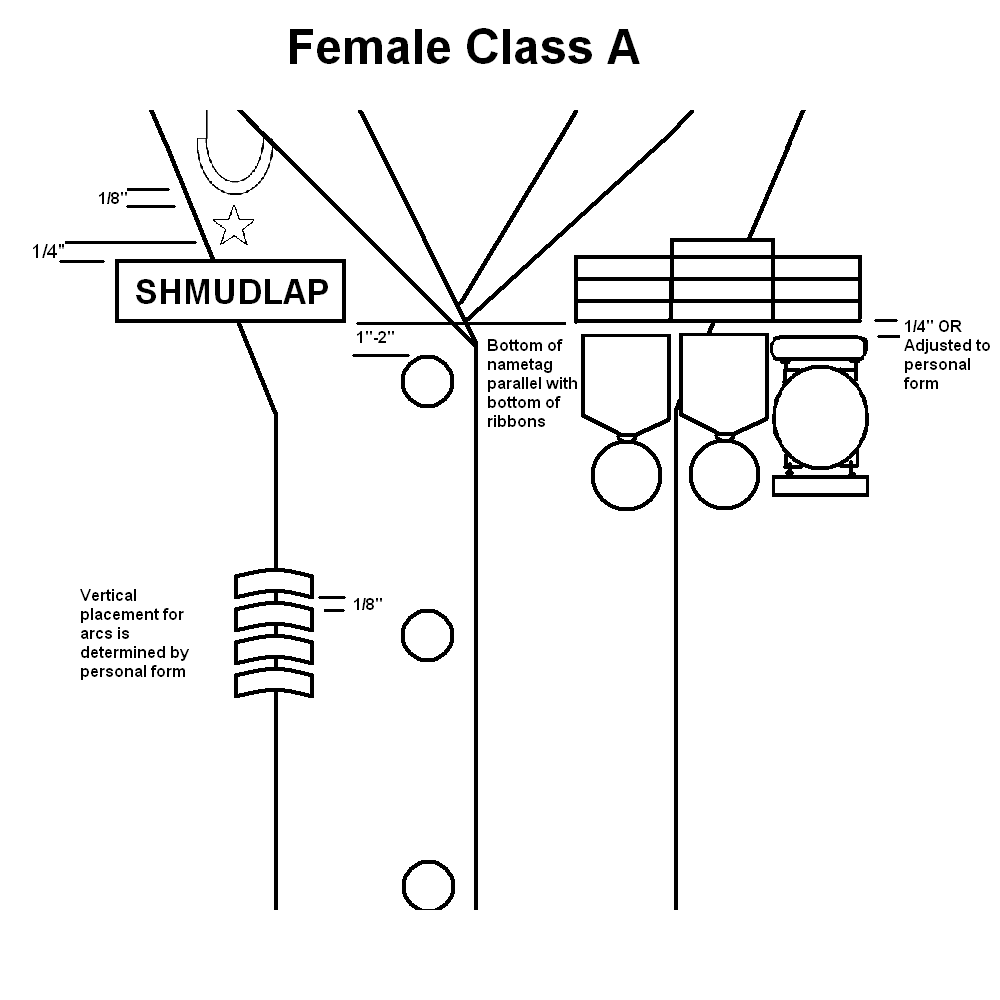 Female Class A
1/8"
1/4"
SHMUDLAP
1"-2"
Bottom of
nametag
parallel with
bottom of
ribbons
1/4" OR
Adjusted to
personal
form
Vertical
placement for
arcs is
determined by
personal form
1/8"